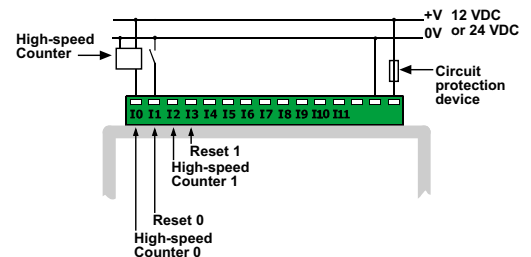 +V 12 VDC
0V or 24 VDC
High-speed
Counter
Circuit
protection
device
I0 I1 I2 I3 I4 I5 I6 I7 I8 I9 I10 I11
Reset 1
High-speed
Counter 1
Reset 0
High-speed
Counter 0